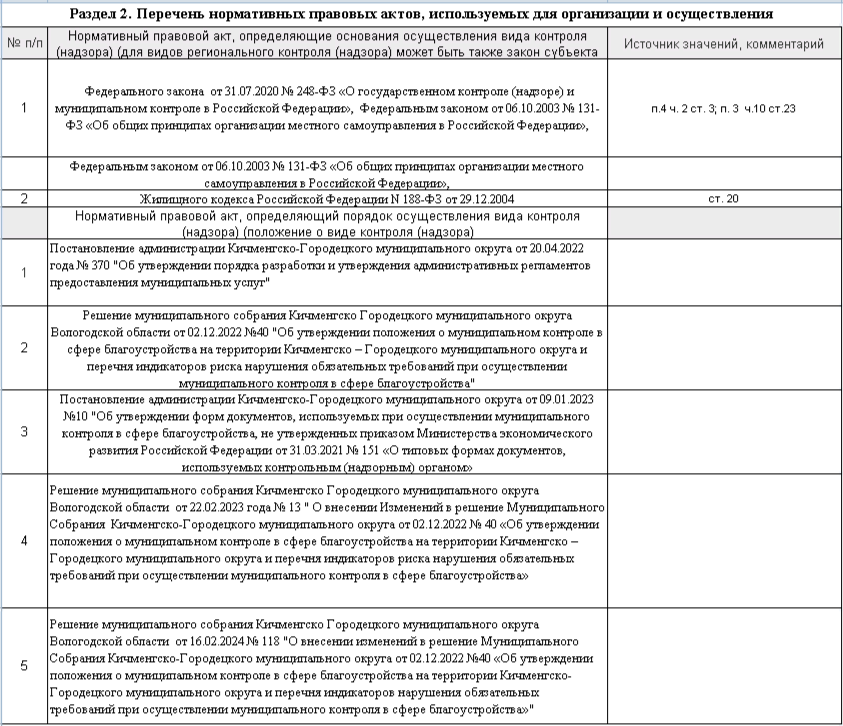 Раздел 2. Перечень нормативных правовых актов, используемых для организации и осуществления
№ п/п
Нормативный правовой акт, определяющие основания осуществления вида контроля
(надзора) (для видов регионального контроля (надзора) может быть также закон субъекта
Источник значений, комментарий
1
Федерального закона от 31.07.2020 № 248-ФЗ «О государственном контроле (надзоре) и
муниципальном контроле в Российской Федерации», Федеральным законом от 06.10.2003 № 131-
ФЗ «Об общих принципах организации местного самоуправления в Российской Федерации»,
п.4 ч. 2 ст. 3; п. 3 ч.10 ст.23
Федеральным законом от 06.10.2003 № 131-ФЗ «Об общих принципах организации местного
самоуправления в Российской Федерации»,
2
Жилищного кодекса Российской Федерации N 188-ФЗ от 29.12.2004
ст. 20
Нормативный правовой акт, определяющий порядок осуществления вида контроля
(надзора) (положение о виде контроля (надзора)
1
Постановление администрации Кичменгско-Городецкого муниципального округа от 20.04.2022
года № 370 "Об утверждении порядка разработки и утверждения административных регламентов
предоставления муниципальных услуг"
2
Решение муниципального собрания Кичменгско Городецкого муниципального округа
Вологодской области от 02.12.2022 №40 "Об утверждении положения о муниципальном контроле в
сфере благоустройства на территории Кичменгско – Городецкого муниципального округа и
перечня индикаторов риска нарушения обязательных требований при осуществлении
муниципального контроля в сфере благоустройства"
3
Постановление администрации Кичменгско-Городецкого муниципального округа от 09.01.2023
№10 "Об утверждении форм документов, используемых при осуществлении муниципального
контроля в сфере благоустройства, не утвержденных приказом Министерства экономического
развития Российской Федерации от 31.03.2021 № 151 «О типовых формах документов,
используемых контрольным (надзорным) органом»
4
Решение муниципального собрания Кичменгско Городецкого муниципального округа
Вологодской области от 22.02.2023 года № 13 " О внесении Изменений в решение Муниципального
Собрания Кичменгско-Городецкого муниципального округа от 02.12.2022 № 40 «Об утверждении
положения о муниципальном контроле в сфере благоустройства на территории Кичменгско –
Городецкого муниципального округа и перечня индикаторов риска нарушения обязательных
требований при осуществлении муниципального контроля в сфере благоустройства»
5
Решение муниципального собрания Кичменгско Городецкого муниципального округа
Вологодской области от 16.02.2024 № 118 "О внесении изменений в решение Муниципального
Собрания Кичменгско-Городецкого муниципального округа от 02.12.2022 №40 «Об утверждении
положения о муниципальном контроле в сфере благоустройства на территории Кичменгско-
Городецкого муниципального округа и перечня индикаторов нарушения обязательных
требований при осуществлении муниципального контроля в сфере благоустройства»"